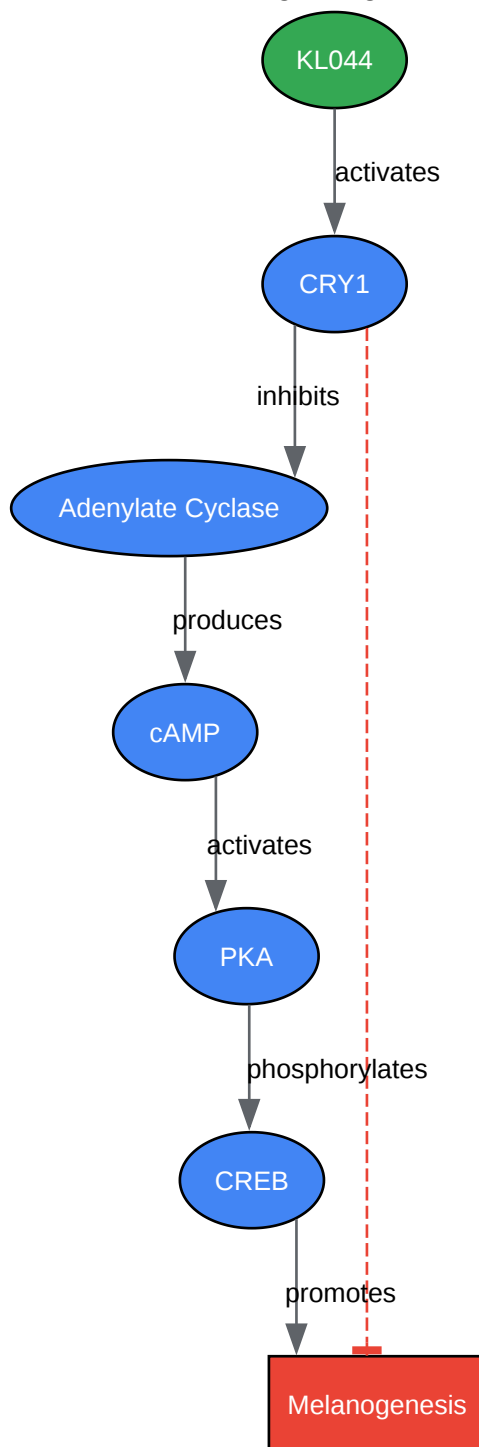 KL044
activates
CRY1
inhibits
Adenylate Cyclase
produces
cAMP
activates
PKA
phosphorylates
CREB
promotes
Melanogenesis